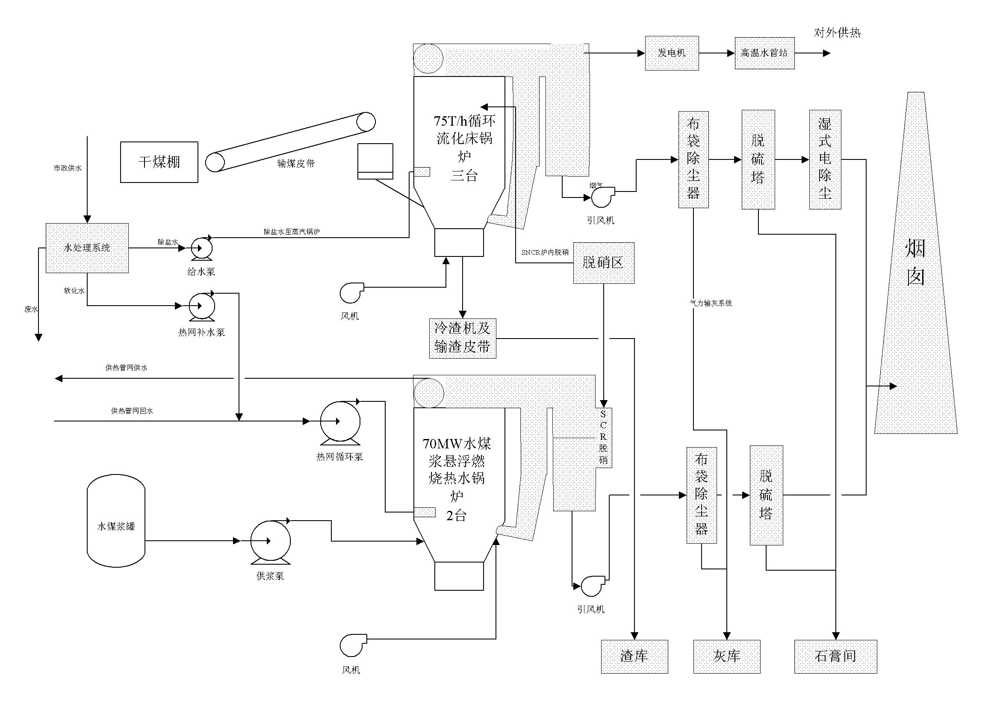 对外供热
发电机
高温水首站
75T/h循环
流化床锅
炉
三台
布袋除尘器
脱硫塔
湿式电除尘
干煤棚
输煤皮带
市政供水
烟气
引风机
除盐水至蒸汽锅炉
除盐水
水处理系统
给水泵
SNCR炉内脱硝
脱硝区
烟囱
软化水
废水
热网补水泵
风机
气力输灰系统
冷渣机及
输渣皮带
供热管网供水
供热管网回水
SCR脱硝
70MW水煤
浆悬浮燃
烧热水锅
炉
2台
热网循环泵
布袋除尘器
脱硫塔
水煤浆罐
供浆泵
引风机
风机
渣库
灰库
石膏间